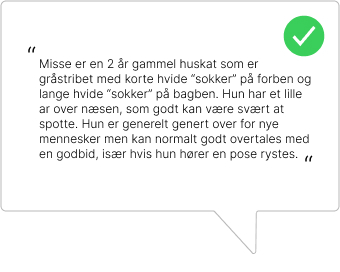 “
Misse er en 2 år gammel huskat som er
gråstribet med korte hvide “sokker” på forben og
lange hvide “sokker” på bagben. Hun har et lille
ar over næsen, som godt kan være svært at
spotte. Hun er generelt genert over for nye
mennesker men kan normalt godt overtales med
en godbid, især hvis hun hører en pose rystes. “